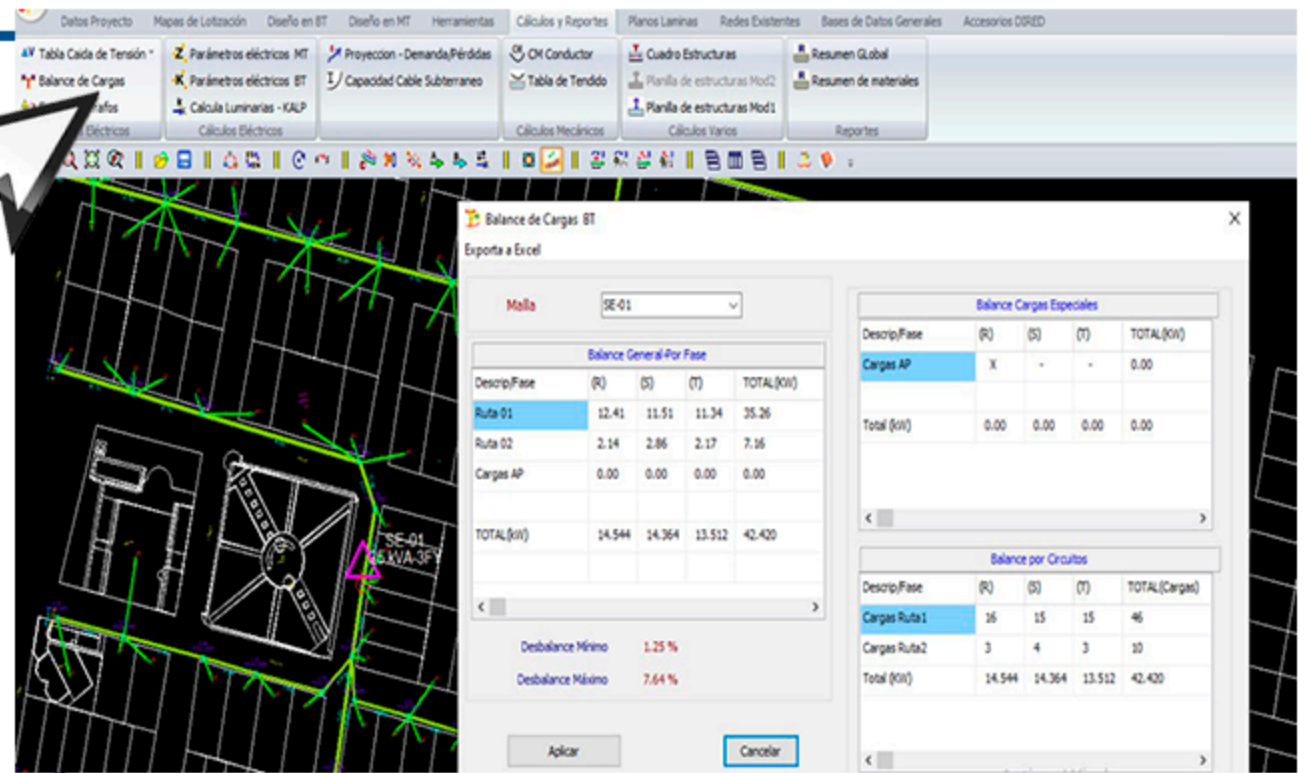 Datos Proyecto Mapas de Lotización Diseño en BT Diseño en MT Herramientas Cálculos y Reportes Planos Laminas Redes Existentes Bases de Datos Generales Accesorios DIRED
Tabla Caida de Tensión Parámetros eléctricos MT Proyeccion - Demanda/Pérdidas CM Conductor Cuadro Estructuras Resumen GLobal
Balance de Cargas Parámetros eléctricos BT Capacidad Cable Subterraneo Tabla de Tendido Planilla de estructuras Mod2 Resumen de materiales
Calcula Luminarias - KALP Planilla de estructuras Mod1
Eléctricos Cálculos Eléctricos Cálculos Mecánicos Cálculos Varios Reportes
SE-01
Balance de Cargas BT X
Exporta a Excel
Malla SE-01
Balance General-Por Fase
Descrip/Fase (R) (S) (T) TOTAL(KW)
Ruta 01 12.41 11.51 11.34 35.26
Ruta 02 2.14 2.86 2.17 7.16
Cargas AP 0.00 0.00 0.00 0.00
TOTAL(kW) 14.544 14.364 13.512 42.420
Desbalance Mínimo 1.25 %
Desbalance Máximo 7.64 %
Aplicar Cancelar
Balance Cargas Especiales
Descrip/Fase (R) (S) (T) TOTAL(KW)
Cargas AP X - - 0.00
Total (kW) 0.00 0.00 0.00 0.00
Balance por Circuitos
Descrip/Fase (R) (S) (T) TOTAL(Cargas)
Cargas Ruta1 16 15 15 46
Cargas Ruta2 3 4 3 10
Total (KW) 14.544 14.364 13.512 42.420